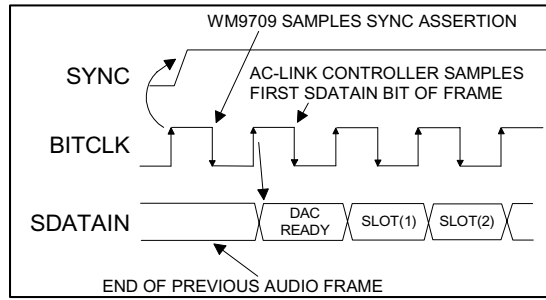 WM9709 SAMPLES SYNC ASSERTION
SYNC
AC-LINK CONTROLLER SAMPLES
FIRST SDATAIN BIT OF FRAME
BITCLK
SDATAIN
DAC
READY
SLOT(1)
SLOT(2)
END OF PREVIOUS AUDIO FRAME